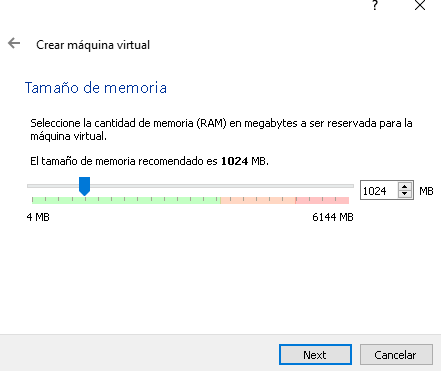 ?
Crear máquina virtual
Tamaño de memoria
Seleccione la cantidad de memoria (RAM) en megabytes a ser reservada para la
máquina virtual.
El tamaño de memoria recomendado es 1024 MB.
1024 MB
4 MB 6144 MB
Next Cancelar